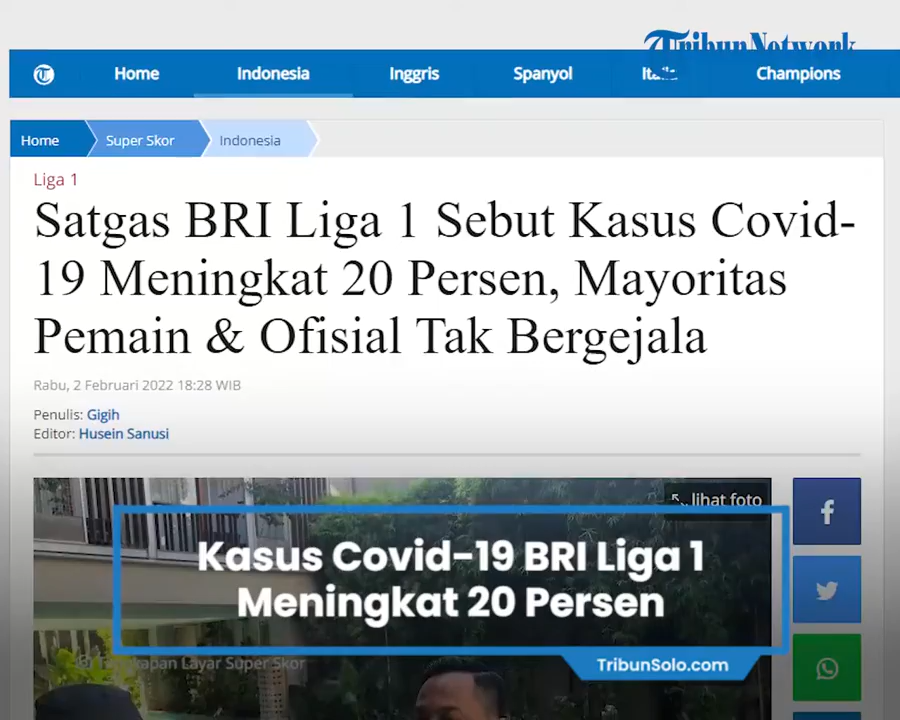 TribunNetwork
Home Indonesia Inggris Spanyol Italia Champions
Home Super Skor Indonesia
Liga 1
Satgas BRI Liga 1 Sebut Kasus Covid-
19 Meningkat 20 Persen, Mayoritas
Pemain & Ofisial Tak Bergejala
Rabu, 2 Februari 2022 18:28 WIB
Penulis: Gigih
Editor: Husein Sanusi
lihat foto
Kasus Covid-19 BRI Liga 1
Meningkat 20 Persen
Tangkapan Layar Super Skor
TribunSolo.com